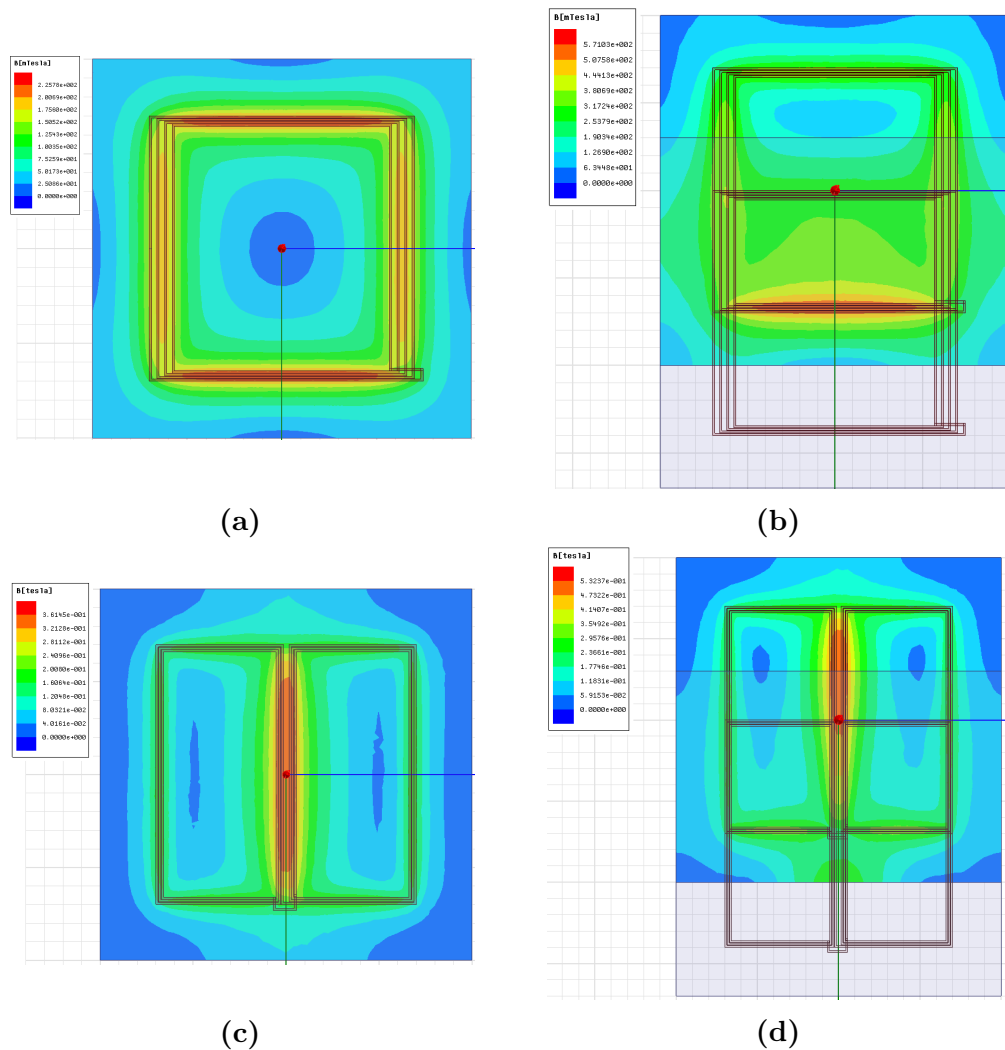 B[mTesla]
2.2578e+002
2.0069e+002
1.7560e+002
1.5052e+002
1.2543e+002
1.0035e+002
7.5259e+001
5.0173e+001
2.5086e+001
0.0000e+000
(a)
B[mTesla]
5.7103e+002
5.0758e+002
4.4413e+002
3.8069e+002
3.1724e+002
2.5379e+002
1.9034e+002
1.2690e+002
6.3448e+001
0.0000e+000
(b)
B[tesla]
3.6145e-001
3.2128e-001
2.8112e-001
2.4096e-001
2.0080e-001
1.6064e-001
1.2048e-001
8.0321e-002
4.0161e-002
0.0000e+000
(c)
B[tesla]
5.3237e-001
4.7322e-001
4.1407e-001
3.5492e-001
2.9576e-001
2.3661e-001
1.7746e-001
1.1831e-001
5.9153e-002
0.0000e+000
(d)